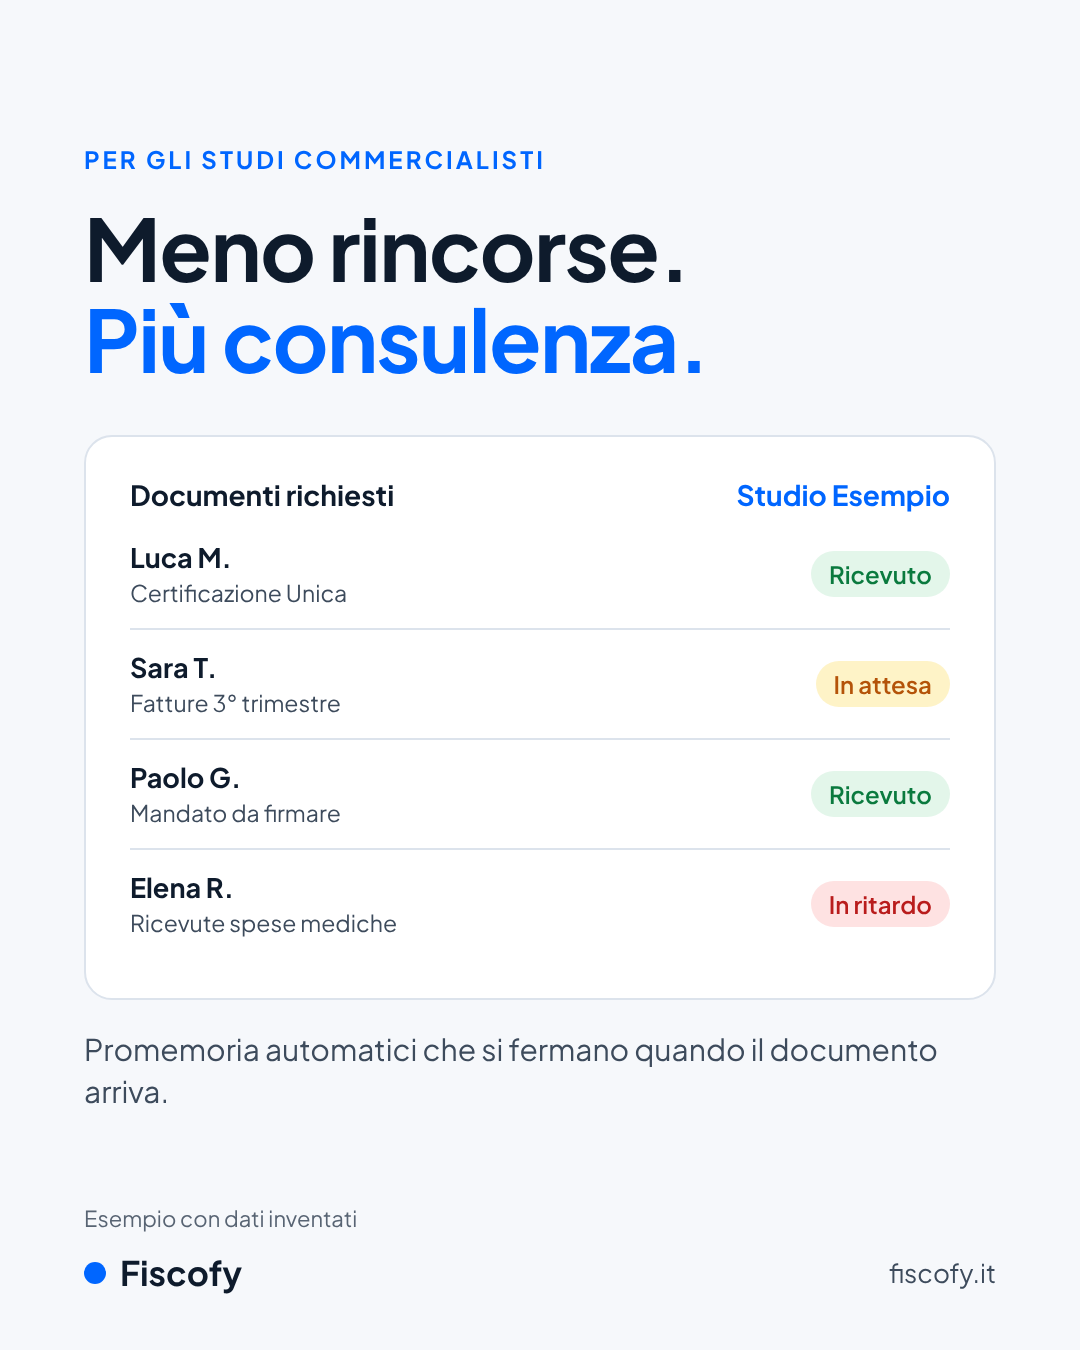 PER GLI STUDI COMMERCIALISTI
Meno rincorse.
Più consulenza.
Documenti richiesti
Studio Esempio
Luca M.
Certificazione Unica
Ricevuto
Sara T.
Fatture 3° trimestre
In attesa
Paolo G.
Mandato da firmare
Ricevuto
Elena R.
Ricevute spese mediche
In ritardo
Promemoria automatici che si fermano quando il documento
arriva.
Esempio con dati inventati
Fiscofy
fiscofy.it